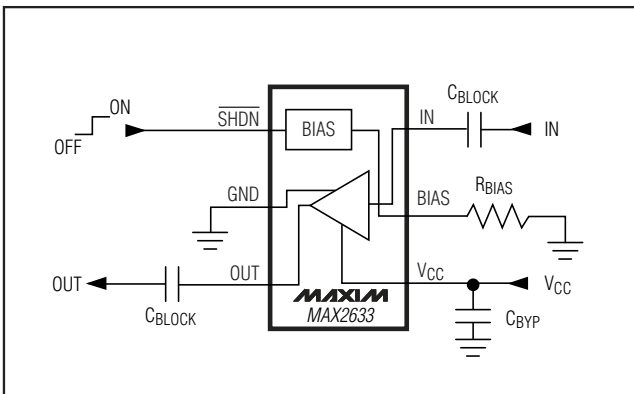 ON
OFF
SHDN
BIAS
IN
CBLOCK
IN
GND
BIAS
RBIAS
OUT
OUT
VCC
VCC
CBLOCK
MAXIM
MAX2633
CBYP